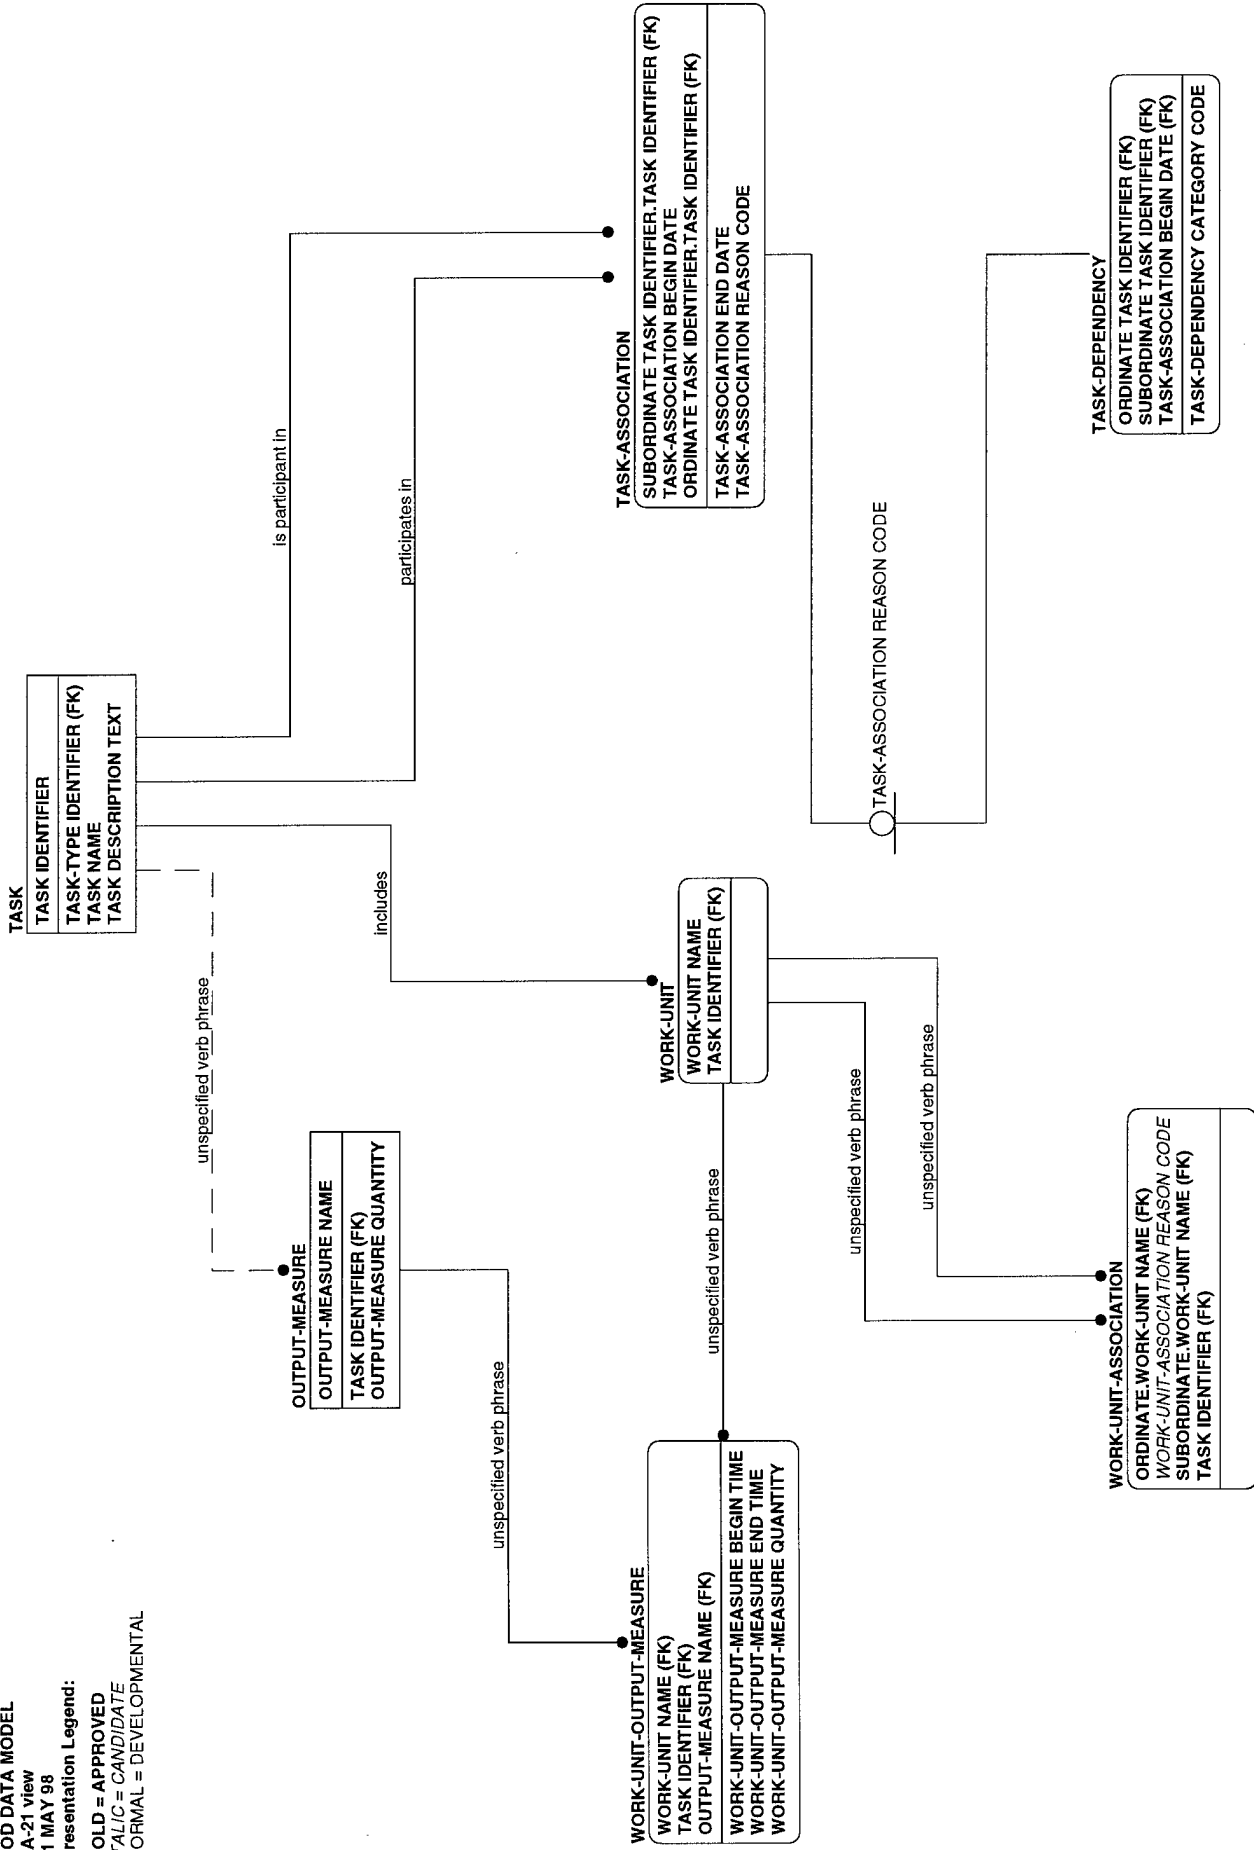 OD DATA MODEL
A-21 view
1 MAY 98
resentation Legend:
OLD = APPROVED
TALIC = CANDIDATE
ORMAL = DEVELOPMENTAL
TASK
TASK IDENTIFIER
TASK-TYPE IDENTIFIER (FK)
TASK NAME
TASK DESCRIPTION TEXT
unspecified verb phrase
is participant in
includes
participates in
OUTPUT-MEASURE
OUTPUT-MEASURE NAME
TASK IDENTIFIER (FK)
OUTPUT-MEASURE QUANTITY
unspecified verb phrase
WORK-UNIT-OUTPUT-MEASURE
WORK-UNIT NAME (FK)
TASK IDENTIFIER (FK)
OUTPUT-MEASURE NAME (FK)
WORK-UNIT-OUTPUT-MEASURE BEGIN TIME
WORK-UNIT-OUTPUT-MEASURE END TIME
WORK-UNIT-OUTPUT-MEASURE QUANTITY
unspecified verb phrase
WORK-UNIT
WORK-UNIT NAME
TASK IDENTIFIER (FK)
TASK-ASSOCIATION
SUBORDINATE TASK IDENTIFIER.TASK IDENTIFIER (FK)
TASK-ASSOCIATION BEGIN DATE
ORDINATE TASK IDENTIFIER.TASK IDENTIFIER (FK)
TASK-ASSOCIATION END DATE
TASK-ASSOCIATION REASON CODE
unspecified verb phrase
unspecified verb phrase
TASK-ASSOCIATION REASON CODE
WORK-UNIT-ASSOCIATION
ORDINATE.WORK-UNIT NAME (FK)
WORK-UNIT-ASSOCIATION REASON CODE
SUBORDINATE.WORK-UNIT NAME (FK)
TASK IDENTIFIER (FK)
TASK-DEPENDENCY
ORDINATE TASK IDENTIFIER (FK)
SUBORDINATE TASK IDENTIFIER (FK)
TASK-ASSOCIATION BEGIN DATE (FK)
TASK-DEPENDENCY CATEGORY CODE